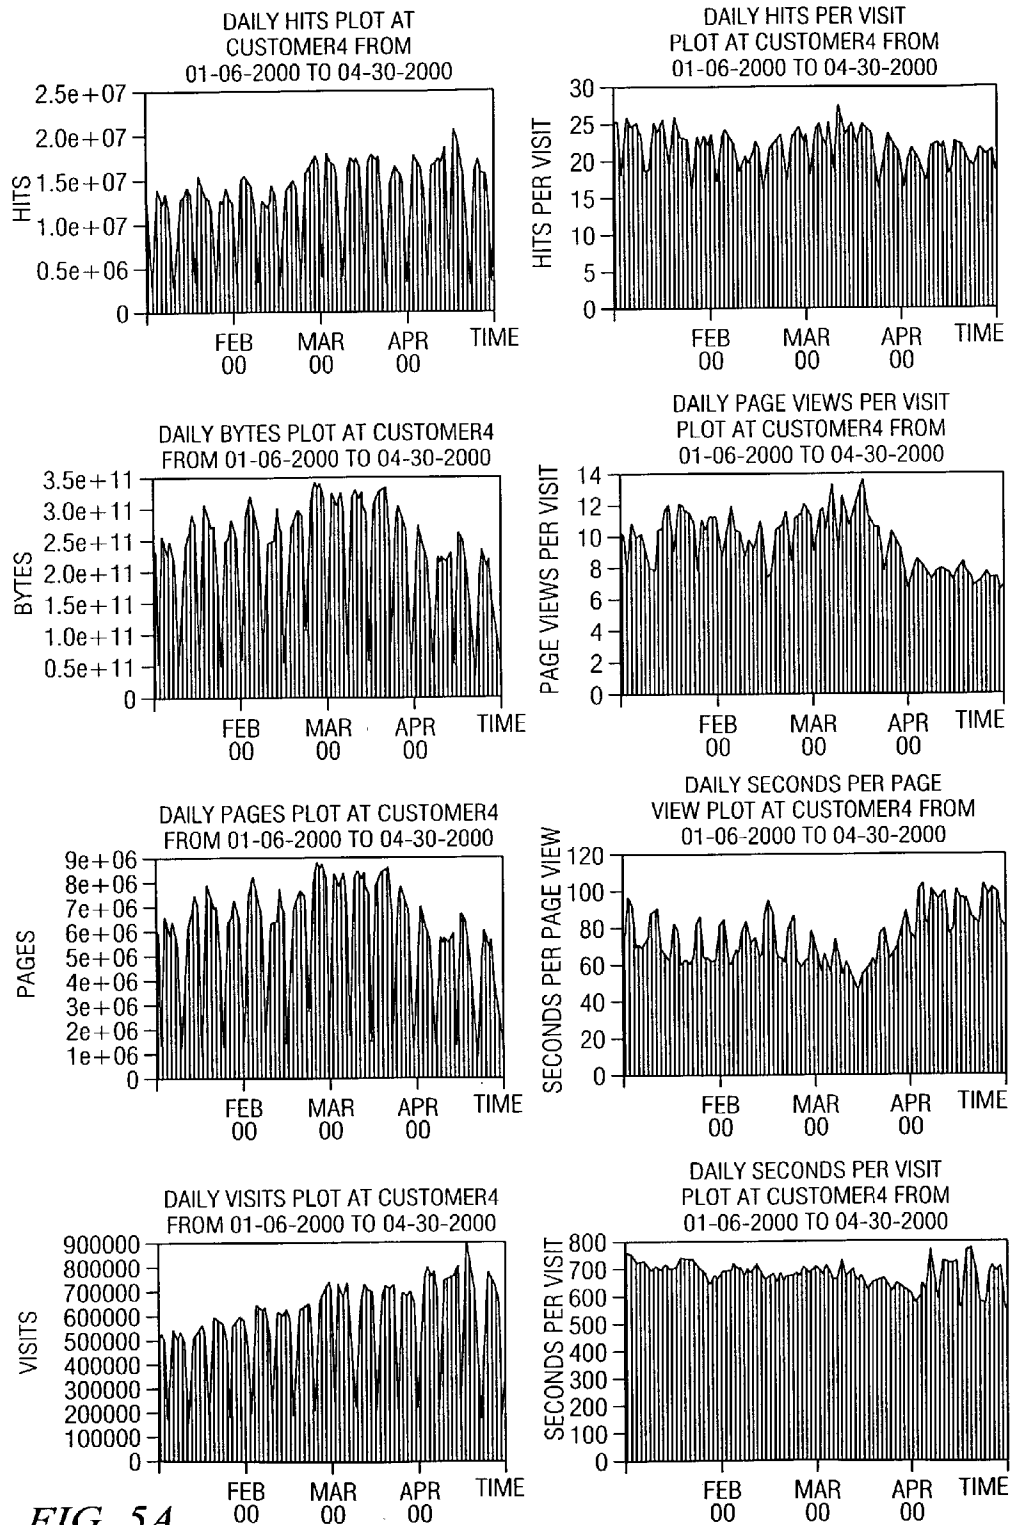 DAILY HITS PLOT AT
CUSTOMER4 FROM
01-06-2000 TO 04-30-2000
2.5e+07
2.0e+07
1.5e+07
1.0e+07
0.5e+06
0
HITS
FEB
00
MAR
00
APR
00
TIME
DAILY HITS PER VISIT
PLOT AT CUSTOMER4 FROM
01-06-2000 TO 04-30-2000
30
25
20
15
10
5
0
HITS PER VISIT
FEB
00
MAR
00
APR
00
TIME
DAILY BYTES PLOT AT CUSTOMER4
FROM 01-06-2000 TO 04-30-2000
3.5e+11
3.0e+11
2.5e+11
2.0e+11
1.5e+11
1.0e+11
0.5e+11
0
BYTES
FEB
00
MAR
00
APR
00
TIME
DAILY PAGE VIEWS PER VISIT
PLOT AT CUSTOMER4 FROM
01-06-2000 TO 04-30-2000
14
12
10
8
6
4
2
0
PAGE VIEWS PER VISIT
FEB
00
MAR
00
APR
00
TIME
DAILY PAGES PLOT AT CUSTOMER4
FROM 01-06-2000 TO 04-30-2000
9e+06
8e+06
7e+06
6e+06
5e+06
4e+06
3e+06
2e+06
1e+06
0
PAGES
FEB
00
MAR
00
APR
00
TIME
DAILY SECONDS PER PAGE
VIEW PLOT AT CUSTOMER4 FROM
01-06-2000 TO 04-30-2000
120
100
80
60
40
20
0
SECONDS PER PAGE VIEW
FEB
00
MAR
00
APR
00
TIME
DAILY VISITS PLOT AT CUSTOMER4
FROM 01-06-2000 TO 04-30-2000
900000
800000
700000
600000
500000
400000
300000
200000
100000
0
VISITS
FEB
00
MAR
00
APR
00
TIME
DAILY SECONDS PER VISIT
PLOT AT CUSTOMER4 FROM
01-06-2000 TO 04-30-2000
800
700
600
500
400
300
200
100
0
SECONDS PER VISIT
FEB
00
MAR
00
APR
00
TIME
FIG. 5A